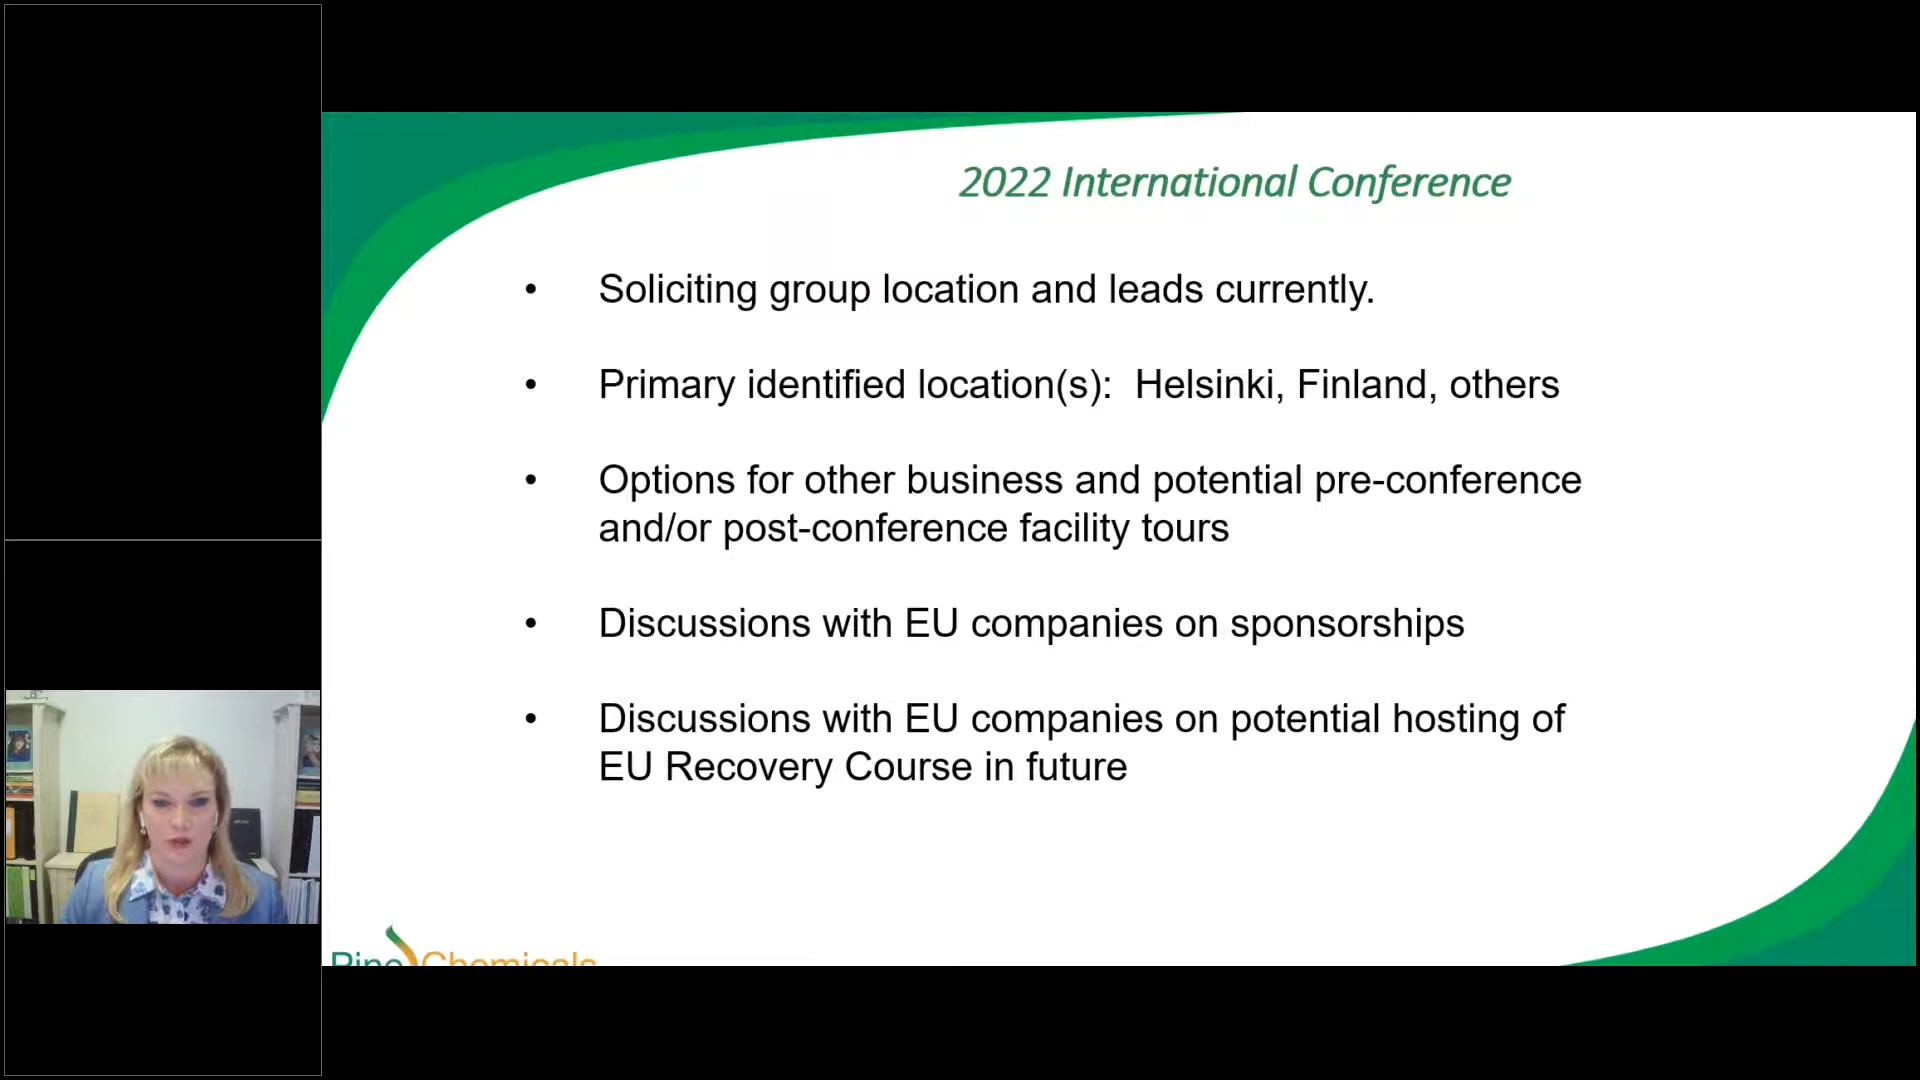 2022 International Conference
• Soliciting group location and leads currently.
• Primary identified location(s): Helsinki, Finland, others
• Options for other business and potential pre-conference
and/or post-conference facility tours
• Discussions with EU companies on sponsorships
• Discussions with EU companies on potential hosting of
EU Recovery Course in future
Pine Chemicals